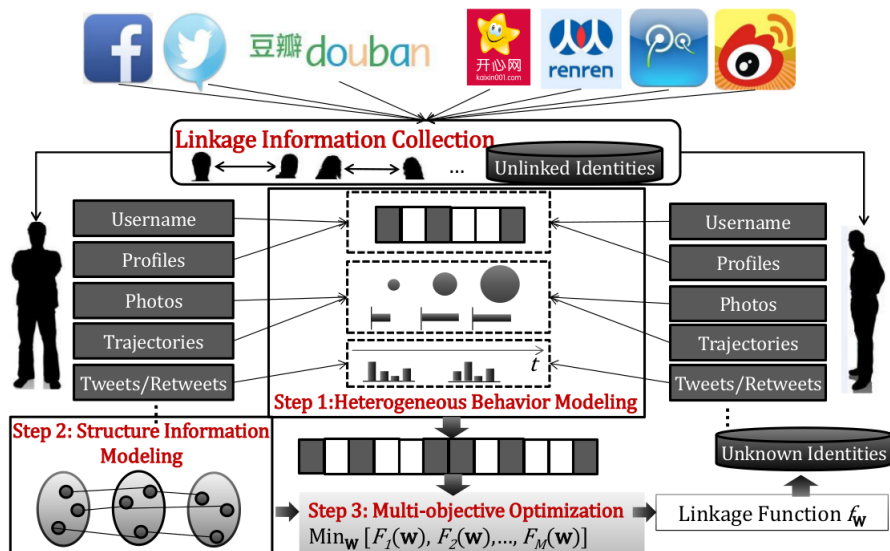 豆瓣 douban
开心网
kaixin001.com
renren
Linkage Information Collection
... Unlinked Identities
Username
Profiles
Photos
Trajectories
Tweets/Retweets
t
Step 1:Heterogeneous Behavior Modeling
Username
Profiles
Photos
Trajectories
Tweets/Retweets
Step 2: Structure Information
Modeling
Unknown Identities
Step 3: Multi-objective Optimization
Min_w [F_1(w), F_2(w),..., F_M(w)]
Linkage Function f_w